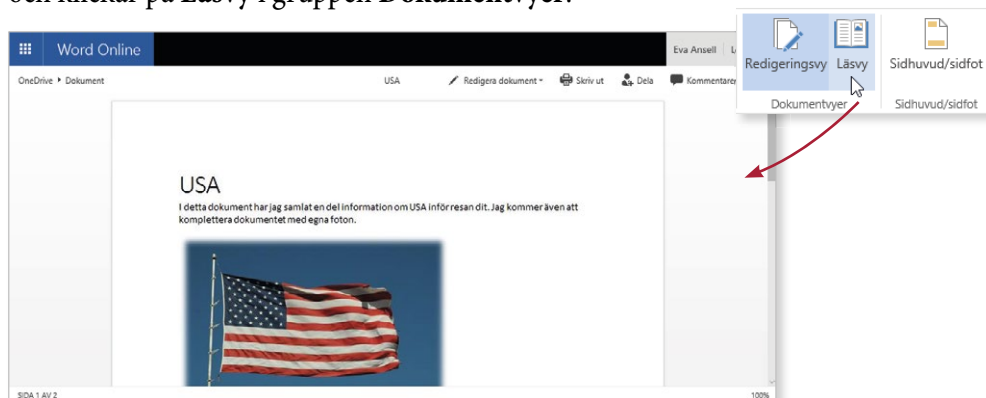 och klickar på Läsvy i gruppen Dokumentvyer.
Word Online
Eva Ansell
OneDrive ▸ Dokument
USA
Redigera dokument
Skriv ut
Dela
Kommentarer
Redigeringsvy
Läsvy
Sidhuvud/sidfot
Dokumentvyer
Sidhuvud/sidfot
USA
I detta dokument har jag samlat en del information om USA inför resan dit. Jag kommer även att
komplettera dokumentet med egna foton.
SIDA 1 AV 2
100%